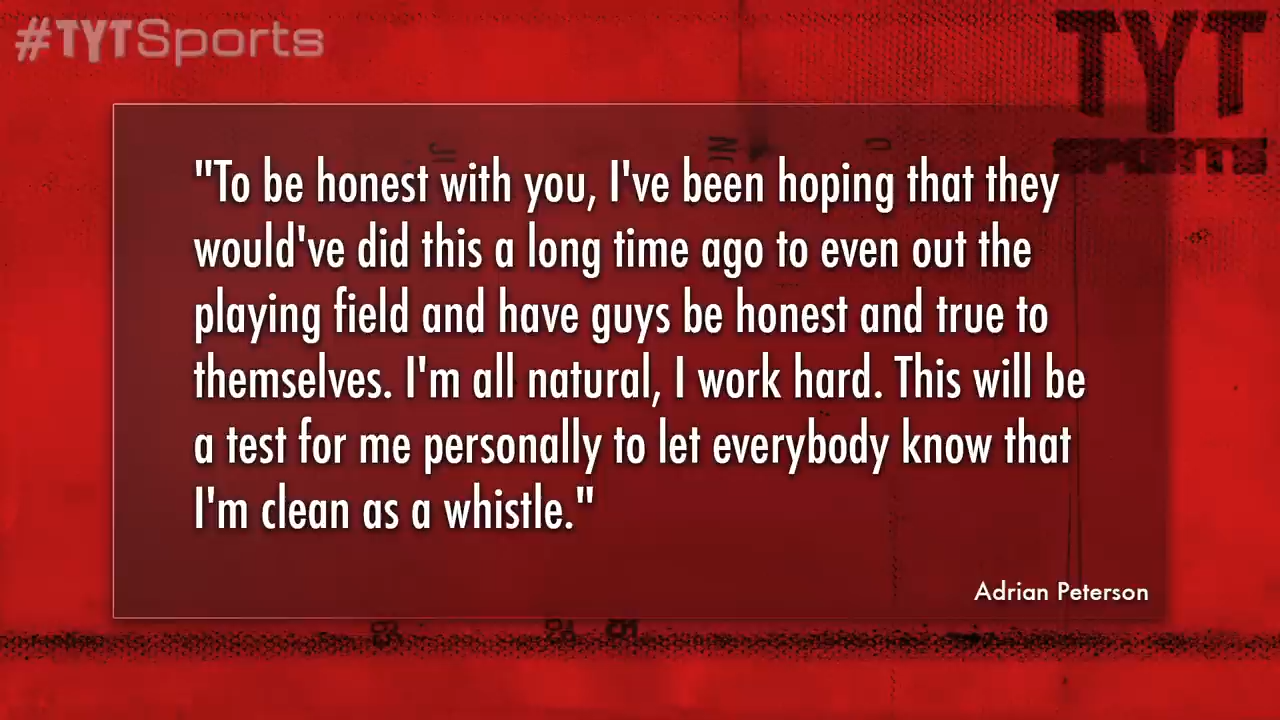 #TYTSports
TYT
SPORTS
"To be honest with you, I've been hoping that they
would've did this a long time ago to even out the
playing field and have guys be honest and true to
themselves. I'm all natural, I work hard. This will be
a test for me personally to let everybody know that
I'm clean as a whistle."
Adrian Peterson